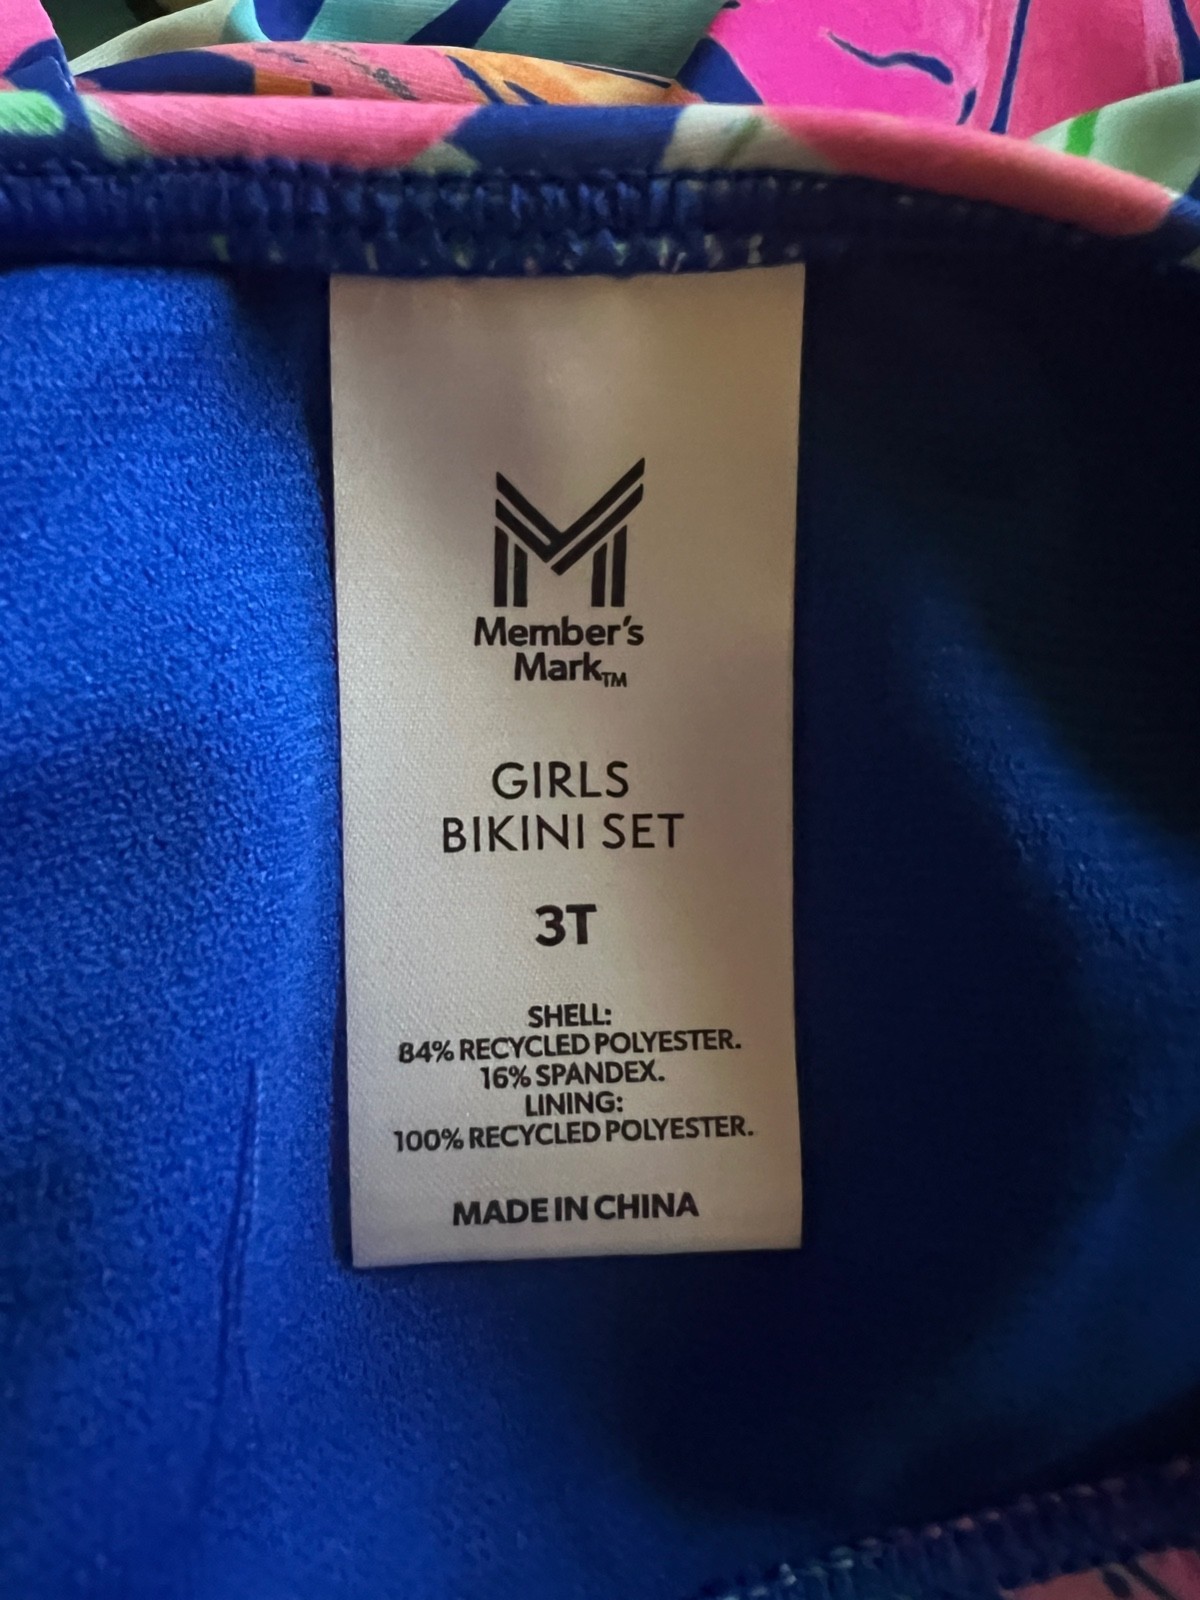 Member's
Mark™
GIRLS
BIKINI SET
3T
SHELL:
84% RECYCLED POLYESTER.
16% SPANDEX.
LINING:
100% RECYCLED POLYESTER.
MADE IN CHINA